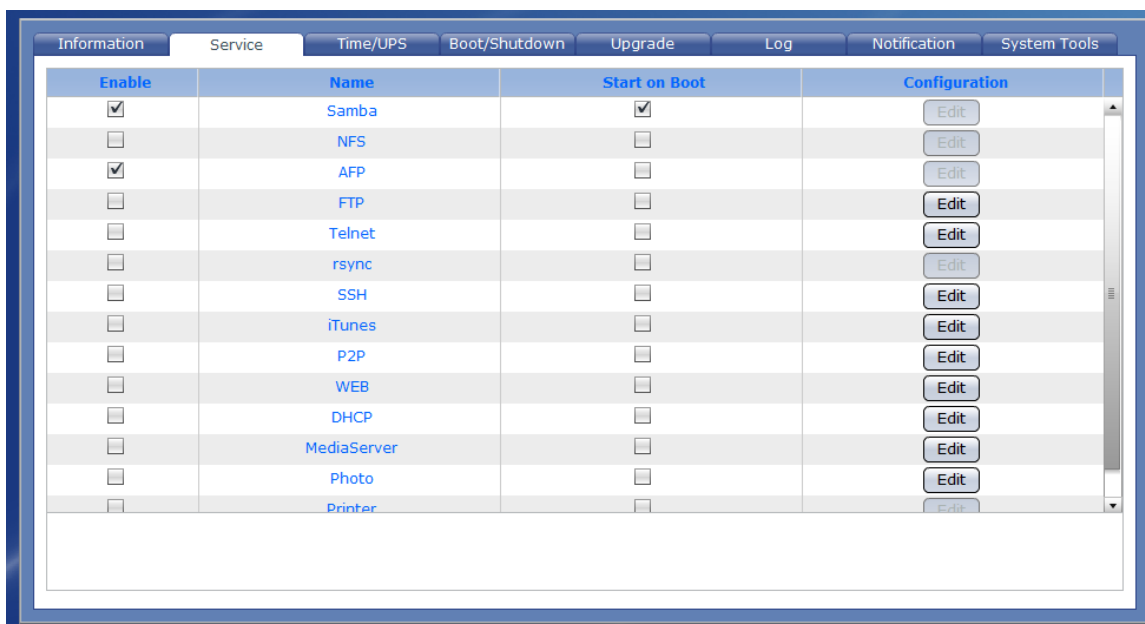 Information Service Time/UPS Boot/Shutdown Upgrade Log Notification System Tools
Enable Name Start on Boot Configuration
Samba Edit
NFS Edit
AFP Edit
FTP Edit
Telnet Edit
rsync Edit
SSH Edit
iTunes Edit
P2P Edit
WEB Edit
DHCP Edit
MediaServer Edit
Photo Edit
Printer Edit